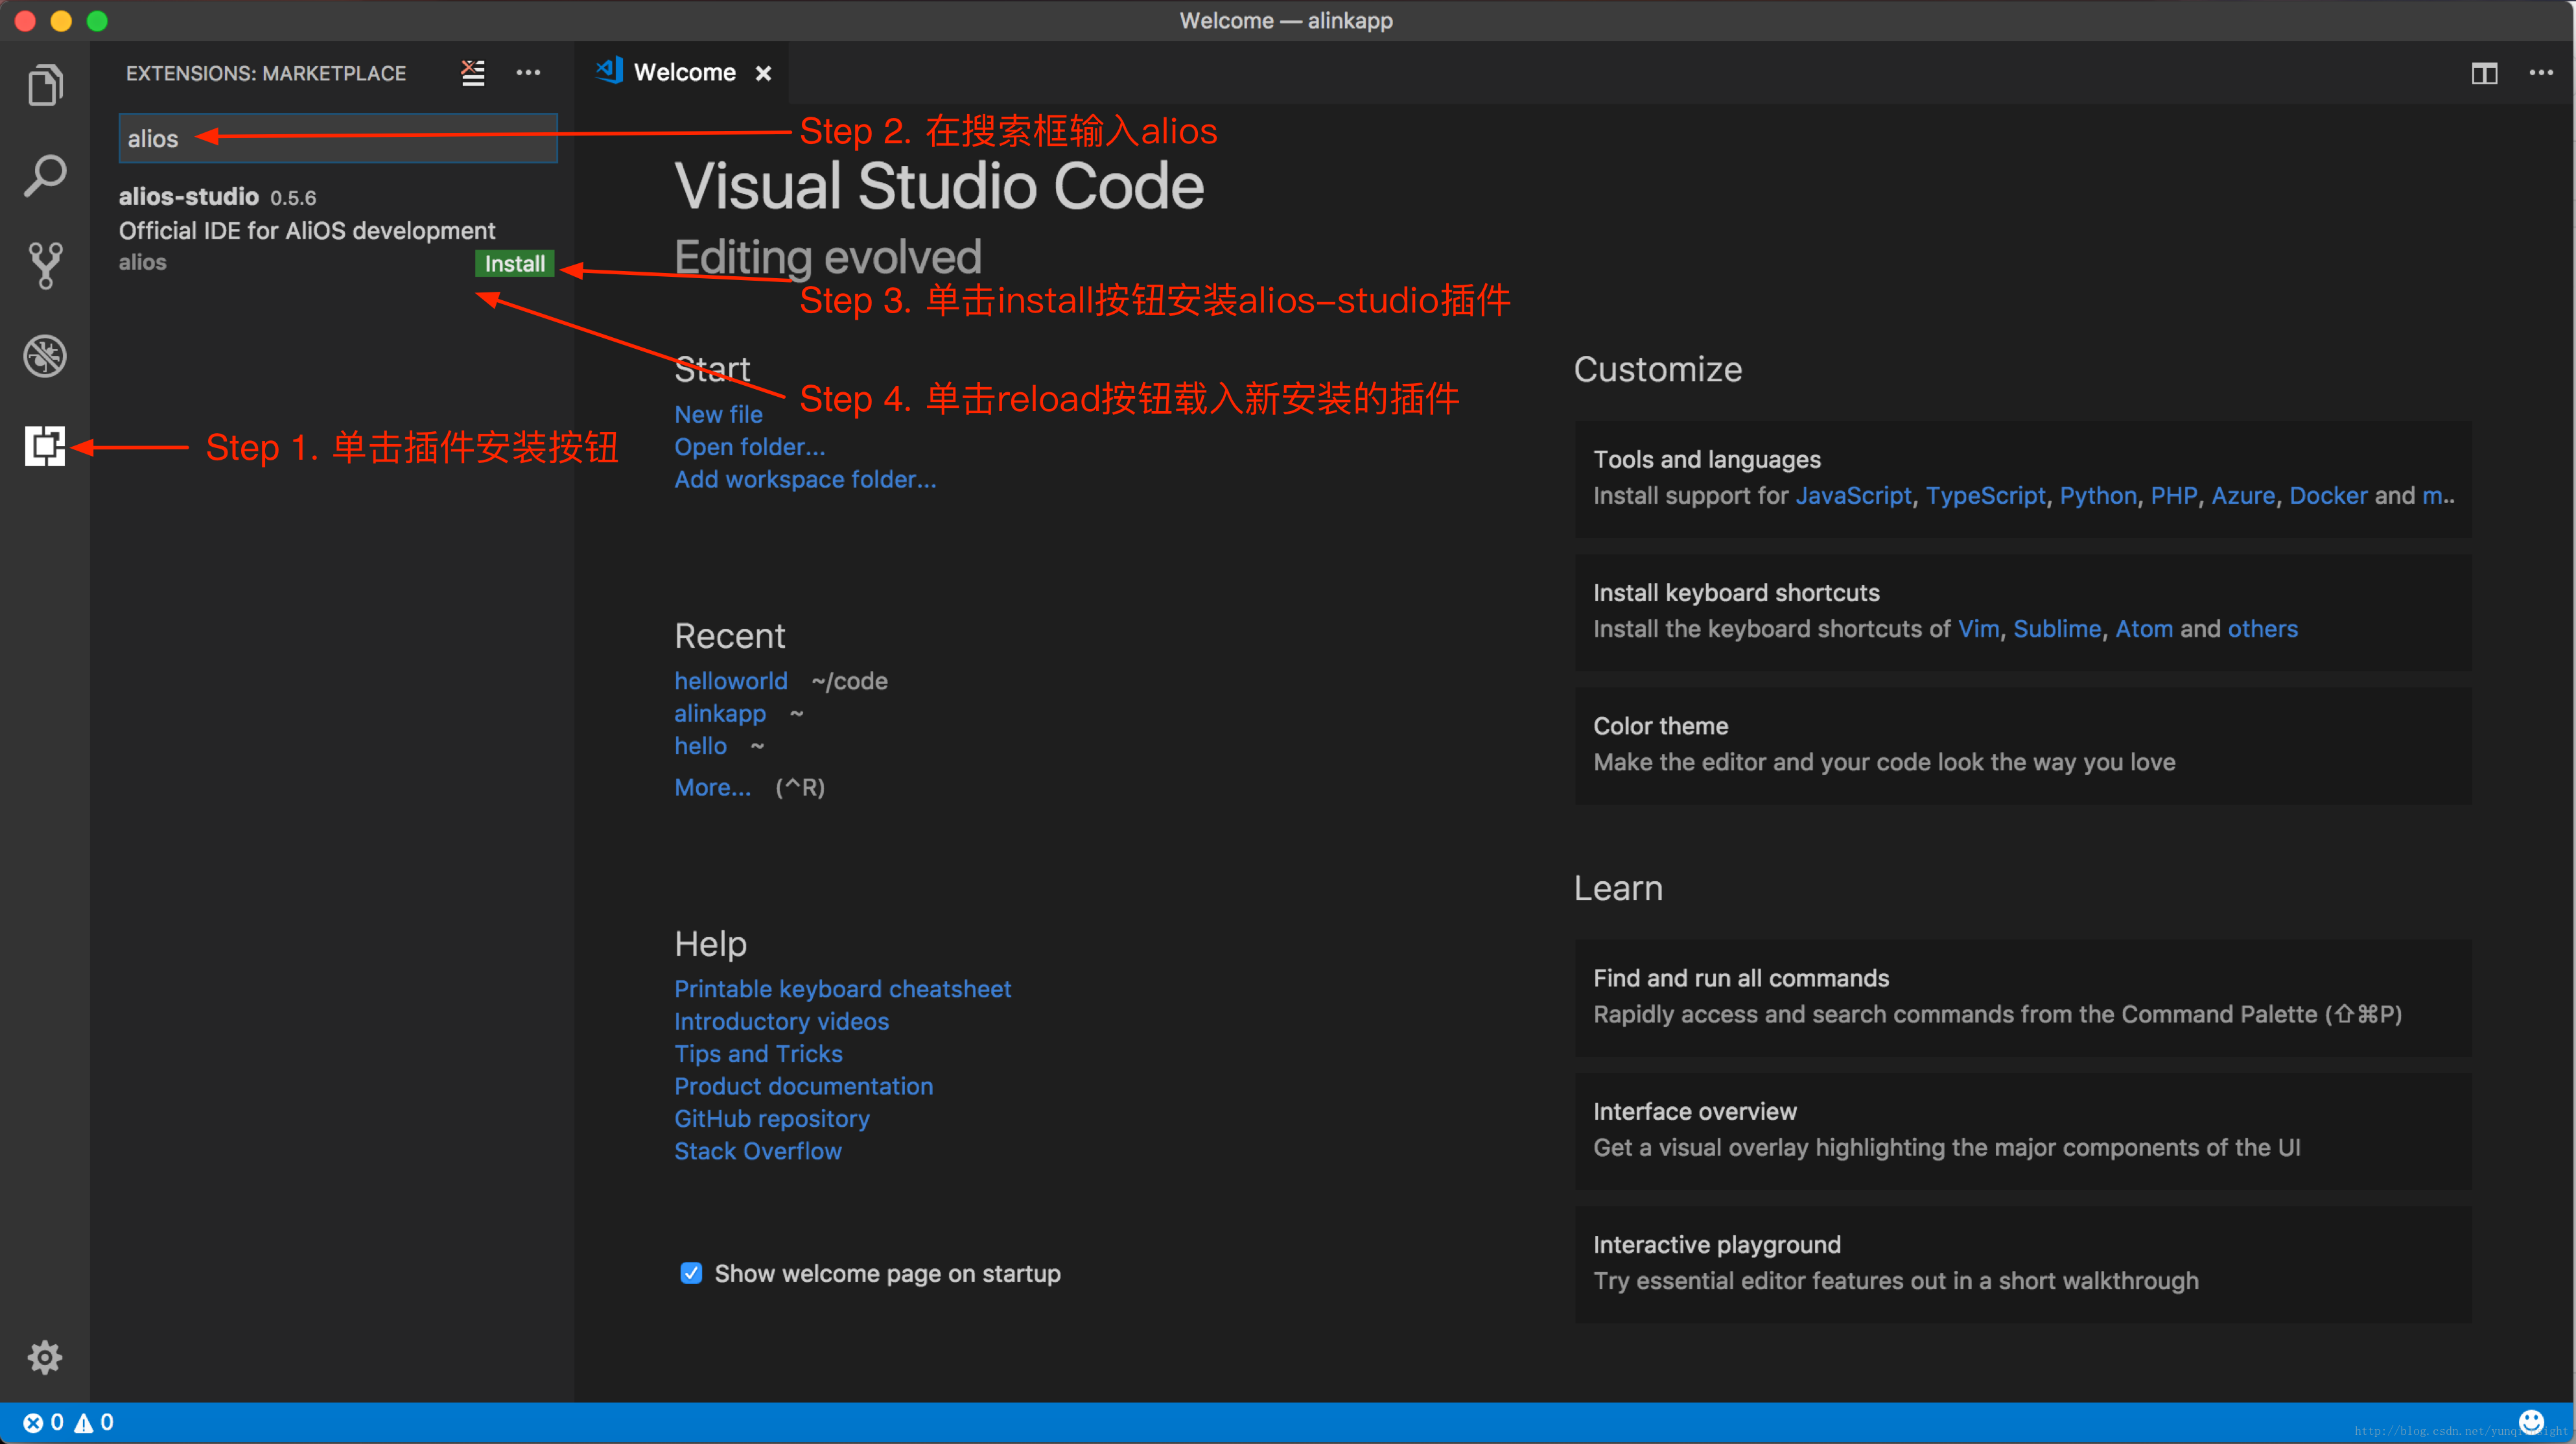 Welcome — alinkapp
EXTENSIONS: MARKETPLACE
Welcome
alios
Step 2. 在搜索框输入alios
alios-studio 0.5.6
Official IDE for AliOS development
alios
Install
Visual Studio Code
Editing evolved
Step 3. 单击install按钮安装alios-studio插件
Step 4. 单击reload按钮载入新安装的插件
Step 1. 单击插件安装按钮
Start
New file
Open folder...
Add workspace folder...
Recent
helloworld ~/code
alinkapp ~
hello ~
More... (^R)
Help
Printable keyboard cheatsheet
Introductory videos
Tips and Tricks
Product documentation
GitHub repository
Stack Overflow
Show welcome page on startup
Customize
Tools and languages
Install support for JavaScript, TypeScript, Python, PHP, Azure, Docker and m..
Install keyboard shortcuts
Install the keyboard shortcuts of Vim, Sublime, Atom and others
Color theme
Make the editor and your code look the way you love
Learn
Find and run all commands
Rapidly access and search commands from the Command Palette (⇧⌘P)
Interface overview
Get a visual overlay highlighting the major components of the UI
Interactive playground
Try essential editor features out in a short walkthrough
0 0